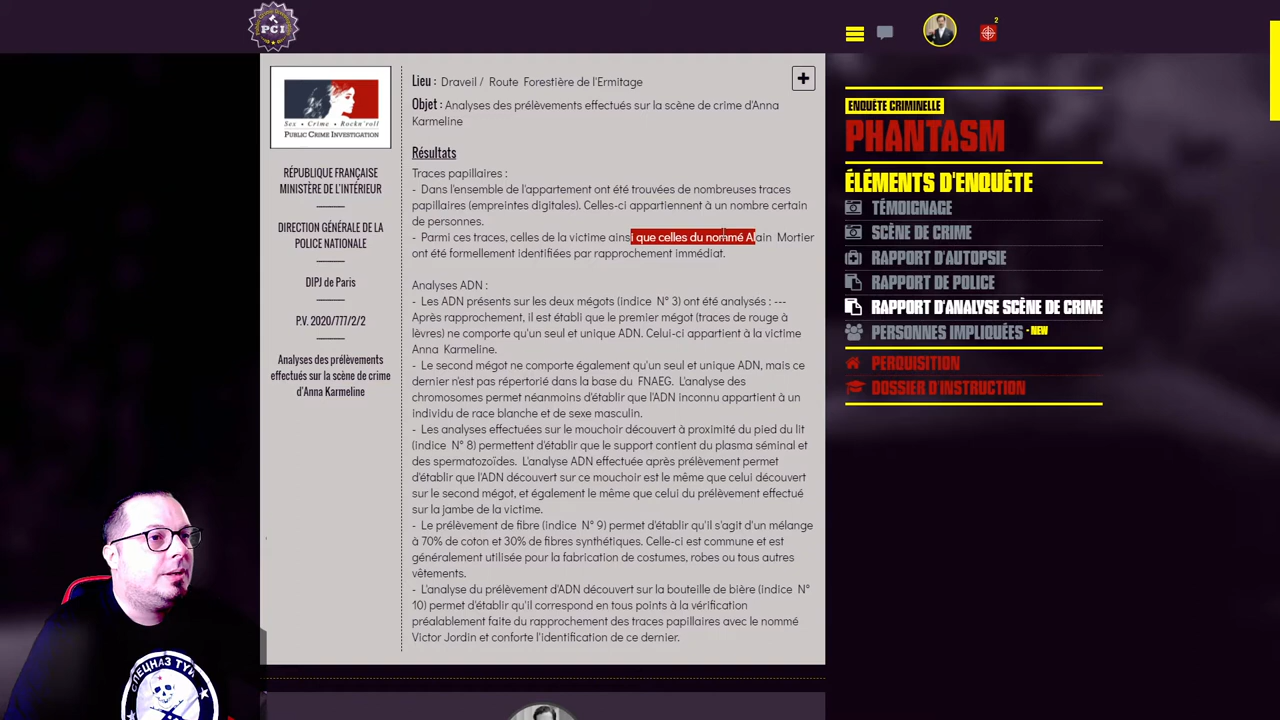 PCI
2
Sex • Crime • Rockn'roll
PUBLIC CRIME INVESTIGATION
RÉPUBLIQUE FRANÇAISE
MINISTÈRE DE L'INTÉRIEUR
DIRECTION GÉNÉRALE DE LA
POLICE NATIONALE
DIPJ de Paris
P.V. 2020/777/2/2
Analyses des prélèvements
effectués sur la scène de crime
d'Anna Karmeline
Lieu : Draveil / Route Forestière de l'Ermitage
Objet : Analyses des prélèvements effectués sur la scène de crime d'Anna
Karmeline
Résultats
Traces papillaires :
- Dans l'ensemble de l'appartement ont été trouvées de nombreuses traces
papillaires (empreintes digitales). Celles-ci appartiennent à un nombre certain
de personnes.
- Parmi ces traces, celles de la victime ainsi que celles du nommé Alain Mortier
ont été formellement identifiées par rapprochement immédiat.
Analyses ADN :
- Les ADN présents sur les deux mégots (indice N° 3) ont été analysés : ---
Après rapprochement, il est établi que le premier mégot (traces de rouge à
lèvres) ne comporte qu'un seul et unique ADN. Celui-ci appartient à la victime
Anna Karmeline.
- Le second mégot ne comporte également qu'un seul et unique ADN, mais ce
dernier n'est pas répertorié dans la base du FNAEG. L'analyse des
chromosomes permet néanmoins d'établir que l'ADN inconnu appartient à un
individu de race blanche et de sexe masculin.
- Les analyses effectuées sur le mouchoir découvert à proximité du pied du lit
(indice N° 8) permettent d'établir que le support contient du plasma séminal et
des spermatozoïdes. L'analyse ADN effectuée après prélèvement permet
d'établir que l'ADN découvert sur ce mouchoir est le même que celui découvert
sur le second mégot, et également le même que celui du prélèvement effectué
sur la jambe de la victime.
- Le prélèvement de fibre (indice N° 9) permet d'établir qu'il s'agit d'un mélange
à 70% de coton et 30% de fibres synthétiques. Celle-ci est commune et est
généralement utilisée pour la fabrication de costumes, robes ou tous autres
vêtements.
- L'analyse du prélèvement d'ADN découvert sur la bouteille de bière (indice N°
10) permet d'établir qu'il correspond en tous points à la vérification
préalablement faite du rapprochement des traces papillaires avec le nommé
Victor Jordin et conforte l'identification de ce dernier.
ENQUÊTE CRIMINELLE
PHANTASM
ÉLÉMENTS D'ENQUÊTE
TÉMOIGNAGE
SCÈNE DE CRIME
RAPPORT D'AUTOPSIE
RAPPORT DE POLICE
RAPPORT D'ANALYSE SCÈNE DE CRIME
PERSONNES IMPLIQUÉES - NEW
PERQUISITION
DOSSIER D'INSTRUCTION
СПЕЦНАЗ ТУИ